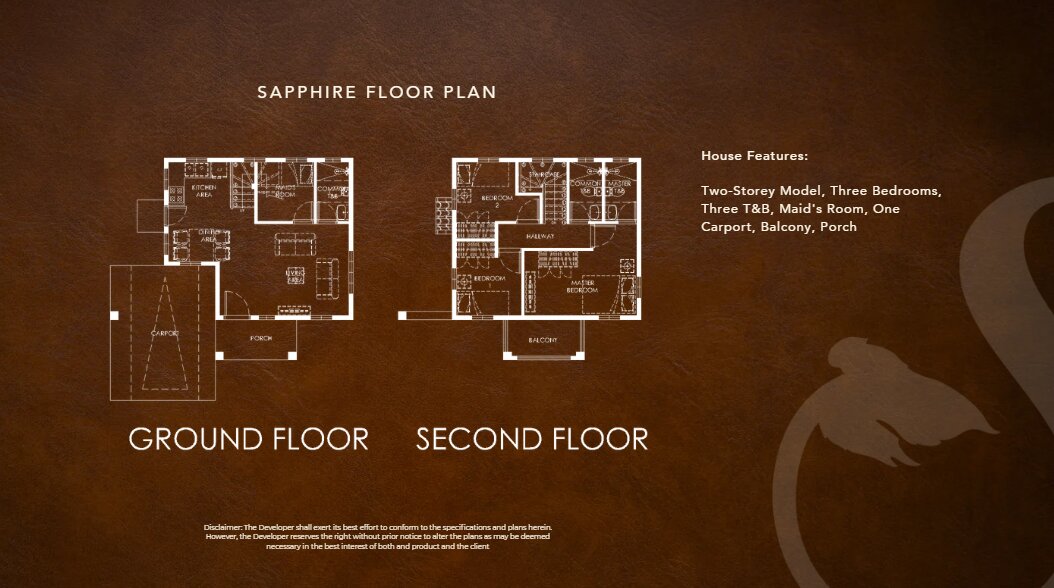 SAPPHIRE FLOOR PLAN
KITCHEN
AREA
MAID'S
ROOM
COMMON
T&B
DINING
AREA
LIVING
AREA
CARPORT
PORCH
GROUND FLOOR
STAIRCASE
COMMON
T&B
MASTER
T&B
BEDROOM
2
HALLWAY
BEDROOM
MASTER
BEDROOM
BALCONY
SECOND FLOOR
House Features:
Two-Storey Model, Three Bedrooms,
Three T&B, Maid's Room, One
Carport, Balcony, Porch
Disclaimer: The Developer shall exert its best effort to conform to the specifications and plans herein.
However, the Developer reserves the right without prior notice to alter the plans as may be deemed
necessary in the best interest of both and product and the client